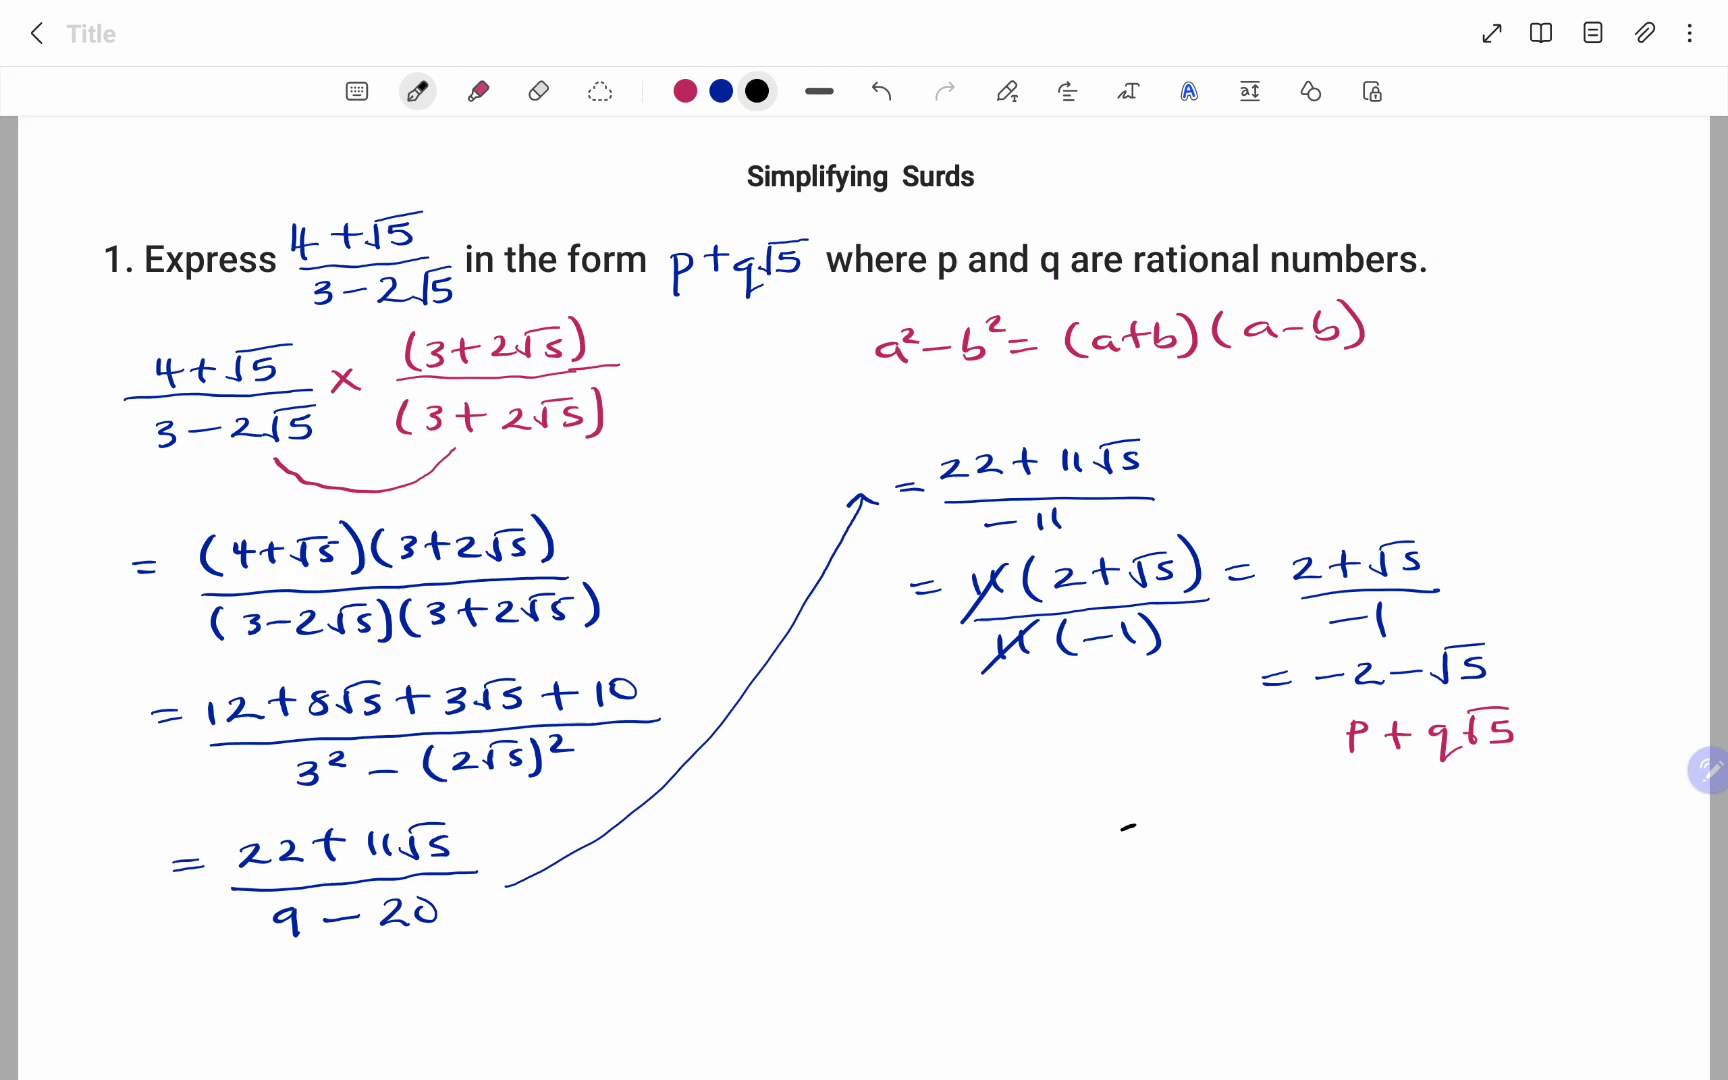 Title
Simplifying Surds
1. Express (4+√5)/(3-2√5) in the form p+q√5 where p and q are rational numbers.
(4+√5)/(3-2√5) × (3+2√5)/(3+2√5)
= (4+√5)(3+2√5)/(3-2√5)(3+2√5)
= (12+8√5+3√5+10)/(3²-(2√5)²)
= (22+11√5)/(9-20)
a²-b²=(a+b)(a-b)
= (22+11√5)/-11
= 11(2+√5)/11(-1) = (2+√5)/-1
= -2-√5
p+q√5
-